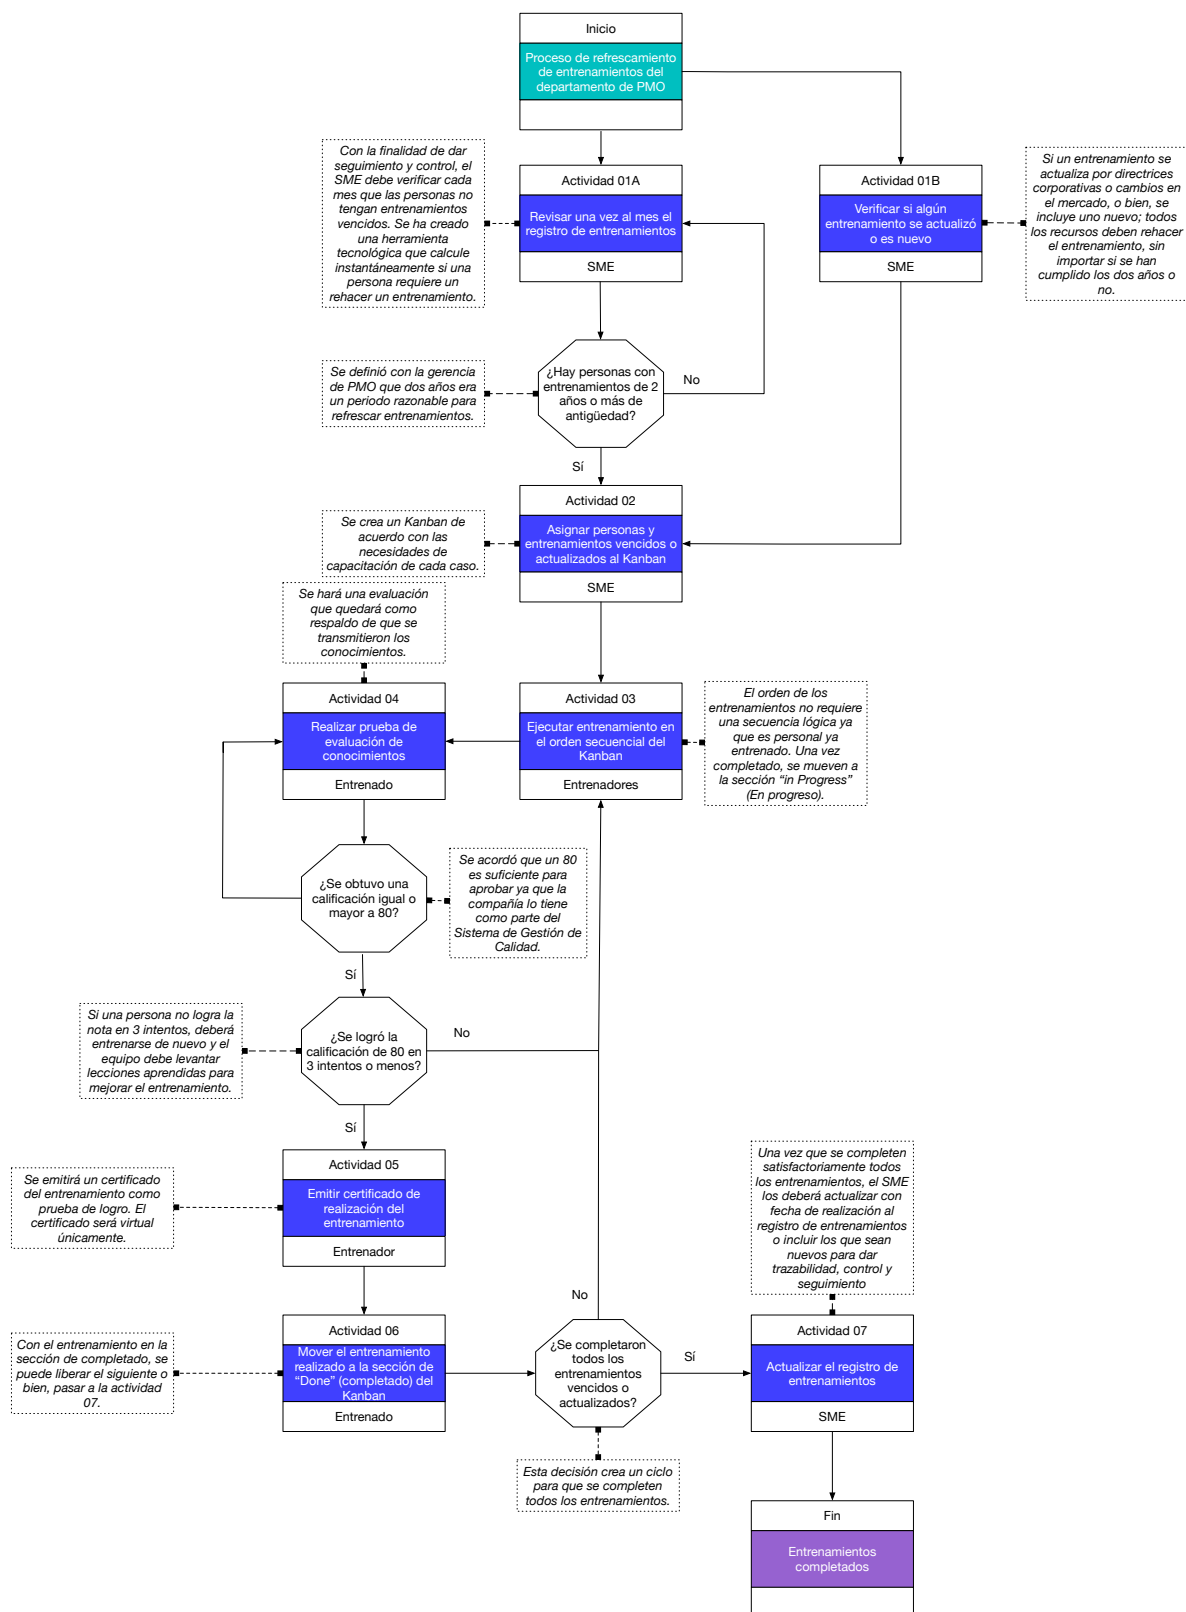 Inicio
Proceso de refrescamiento
de entrenamientos del
departamento de PMO
Con la finalidad de dar
seguimiento y control, el
SME debe verificar cada
mes que las personas no
tengan entrenamientos
vencidos. Se ha creado
una herramienta
tecnológica que calcule
instantáneamente si una
persona requiere un
rehacer un entrenamiento.
Actividad 01A
Revisar una vez al mes el
registro de entrenamientos
SME
Actividad 01B
Verificar si algún
entrenamiento se actualizó
o es nuevo
SME
Si un entrenamiento se
actualiza por directrices
corporativas o cambios en
el mercado, o bien, se
incluye uno nuevo; todos
los recursos deben rehacer
el entrenamiento, sin
importar si se han
cumplido los dos años o
no.
Se definió con la gerencia
de PMO que dos años era
un periodo razonable para
refrescar entrenamientos.
¿Hay personas con
entrenamientos de 2
años o más de
antigüedad?
No
Sí
Se crea un Kanban de
acuerdo con las
necesidades de
capacitación de cada caso.
Actividad 02
Asignar personas y
entrenamientos vencidos o
actualizados al Kanban
SME
Se hará una evaluación
que quedará como
respaldo de que se
transmitieron los
conocimientos.
Actividad 04
Realizar prueba de
evaluación de
conocimientos
Entrenado
Actividad 03
Ejecutar entrenamiento en
el orden secuencial del
Kanban
Entrenadores
El orden de los
entrenamientos no requiere
una secuencia lógica ya
que es personal ya
entrenado. Una vez
completado, se mueven a
la sección “in Progress”
(En progreso).
¿Se obtuvo una
calificación igual o
mayor a 80?
Se acordó que un 80
es suficiente para
aprobar ya que la
compañía lo tiene
como parte del
Sistema de Gestión de
Calidad.
Sí
Si una persona no logra la
nota en 3 intentos, deberá
entrenarse de nuevo y el
equipo debe levantar
lecciones aprendidas para
mejorar el entrenamiento.
¿Se logró la
calificación de 80 en
3 intentos o menos?
No
Sí
Se emitirá un certificado
del entrenamiento como
prueba de logro. El
certificado será virtual
únicamente.
Actividad 05
Emitir certificado de
realización del
entrenamiento
Entrenador
Una vez que se completen
satisfactoriamente todos
los entrenamientos, el SME
los deberá actualizar con
fecha de realización al
registro de entrenamientos
o incluir los que sean
nuevos para dar
trazabilidad, control y
seguimiento
Con el entrenamiento en la
sección de completado, se
puede liberar el siguiente o
bien, pasar a la actividad
07.
Actividad 06
Mover el entrenamiento
realizado a la sección de
“Done” (completado) del
Kanban
Entrenado
No
¿Se completaron
todos los
entrenamientos
vencidos o
actualizados?
Sí
Actividad 07
Actualizar el registro de
entrenamientos
SME
Esta decisión crea un ciclo
para que se completen
todos los entrenamientos.
Fin
Entrenamientos
completados